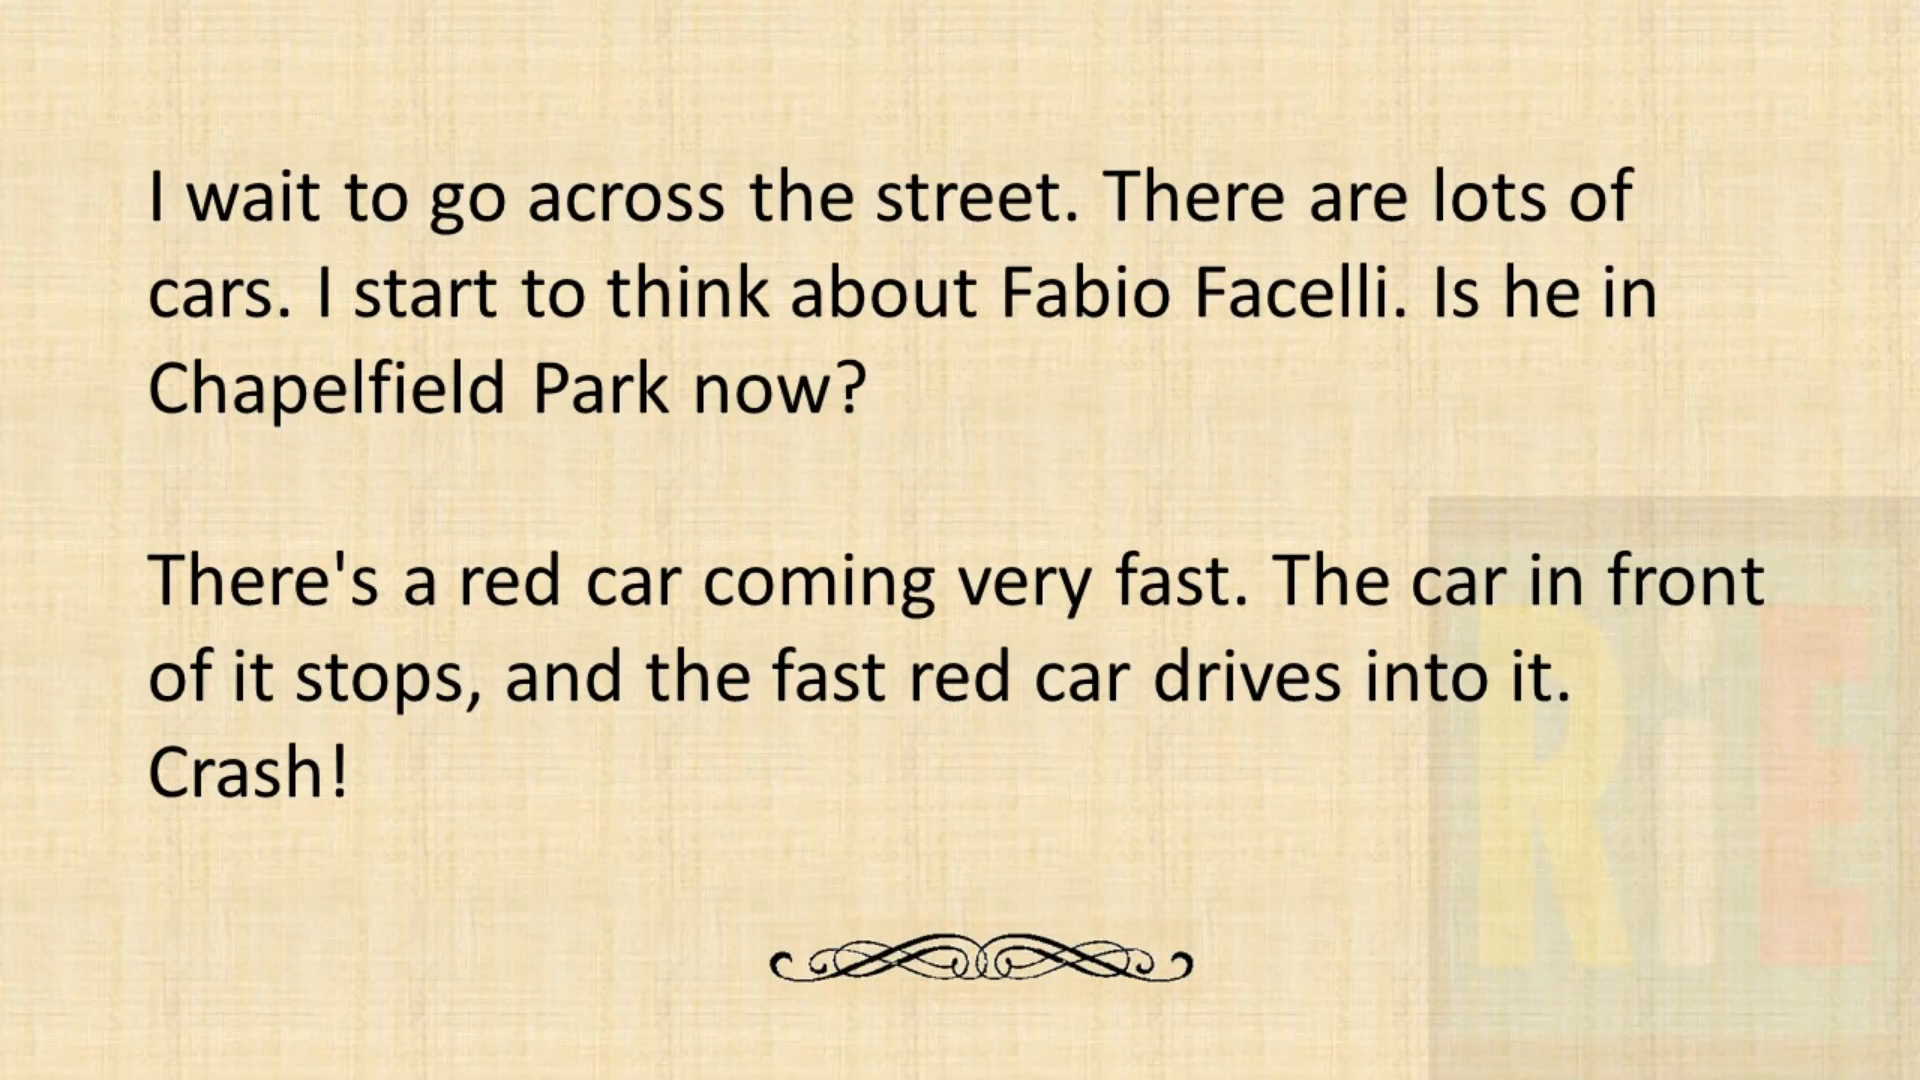 I wait to go across the street. There are lots of
cars. I start to think about Fabio Facelli. Is he in
Chapelfield Park now?
There's a red car coming very fast. The car in front
of it stops, and the fast red car drives into it.
Crash!
RiE